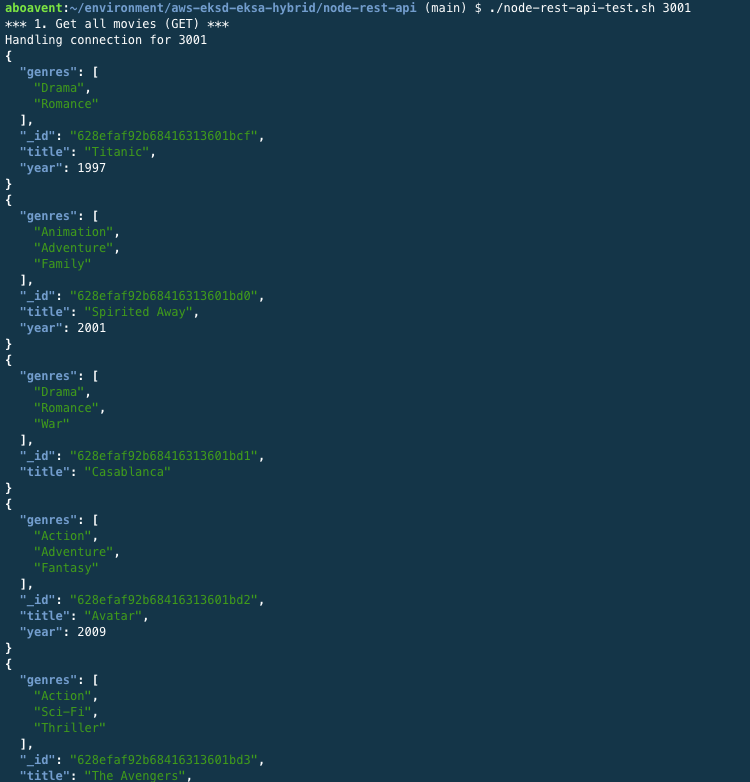 aboavent:~/environment/aws-eksd-eksa-hybrid/node-rest-api (main) $ ./node-rest-api-test.sh 3001
*** 1. Get all movies (GET) ***
Handling connection for 3001
{
  "genres": [
    "Drama",
    "Romance"
  ],
  "_id": "628efaf92b68416313601bcf",
  "title": "Titanic",
  "year": 1997
}
{
  "genres": [
    "Animation",
    "Adventure",
    "Family"
  ],
  "_id": "628efaf92b68416313601bd0",
  "title": "Spirited Away",
  "year": 2001
}
{
  "genres": [
    "Drama",
    "Romance",
    "War"
  ],
  "_id": "628efaf92b68416313601bd1",
  "title": "Casablanca"
}
{
  "genres": [
    "Action",
    "Adventure",
    "Fantasy"
  ],
  "_id": "628efaf92b68416313601bd2",
  "title": "Avatar",
  "year": 2009
}
{
  "genres": [
    "Action",
    "Sci-Fi",
    "Thriller"
  ],
  "_id": "628efaf92b68416313601bd3",
  "title": "The Avengers",